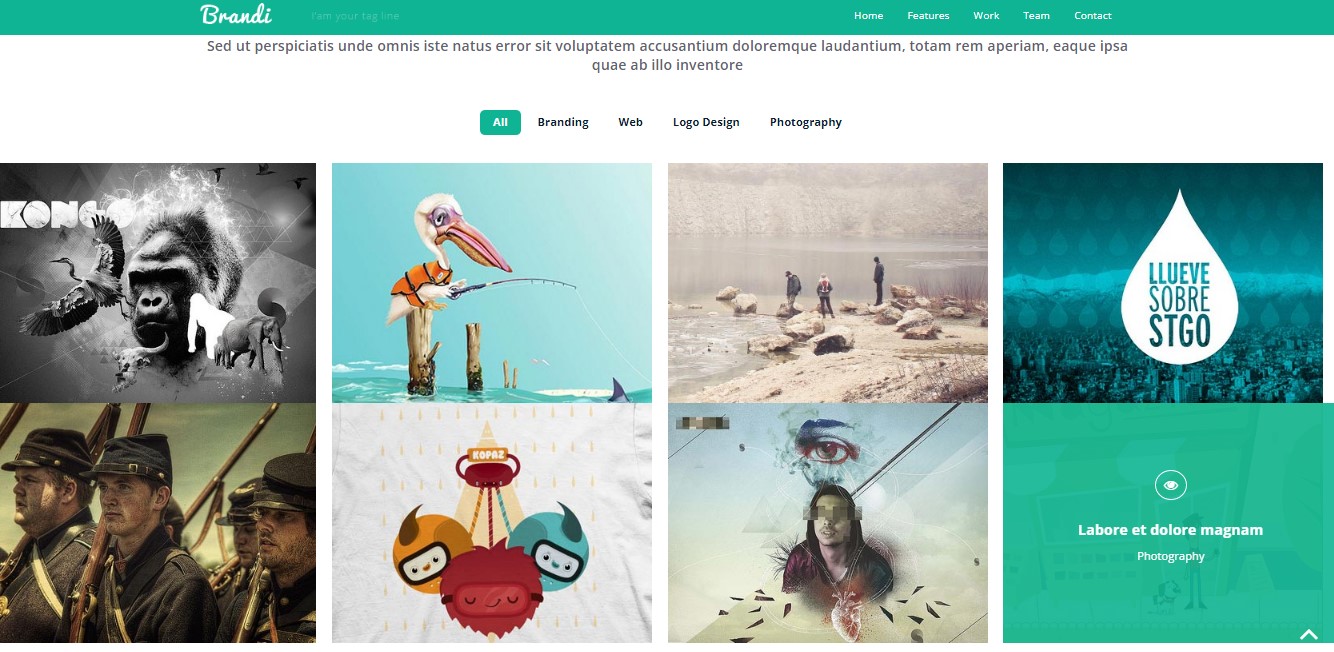 Brandi
I'am your tag line
Home Features Work Team Contact
Sed ut perspiciatis unde omnis iste natus error sit voluptatem accusantium doloremque laudantium, totam rem aperiam, eaque ipsa
quae ab illo inventore
All Branding Web Logo Design Photography
KONGO
LLUEVE
SOBRE
STGO
KOPAZ
Labore et dolore magnam
Photography